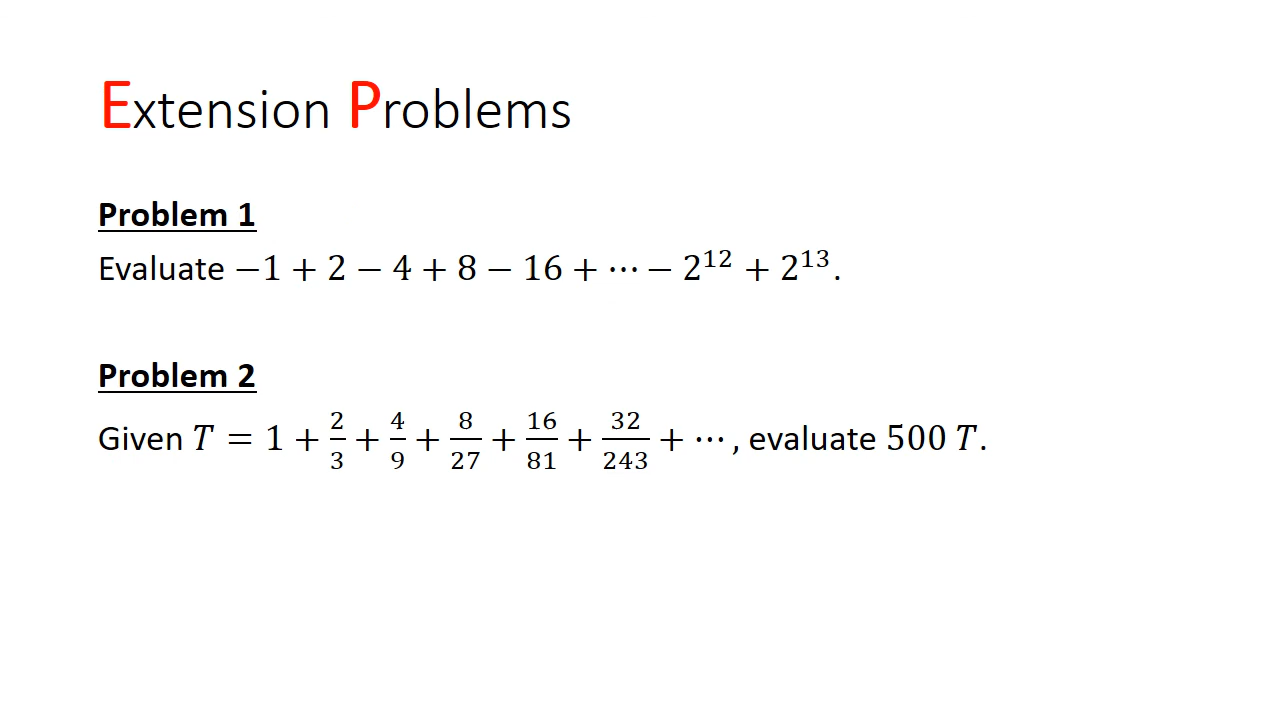 Extension Problems
Problem 1
Evaluate −1 + 2 − 4 + 8 − 16 + ⋯ − 2¹² + 2¹³.
Problem 2
Given 𝑇 = 1 + 2/3 + 4/9 + 8/27 + 16/81 + 32/243 + ⋯ , evaluate 500 𝑇.